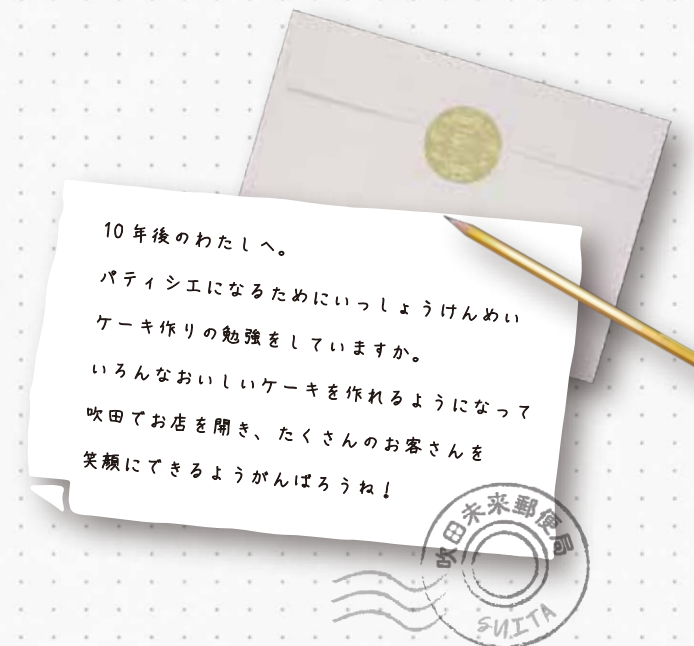 10年後のわたしへ。
パティシエになるためにいっしょうけんめい
ケーキ作りの勉強をしていますか。
いろんなおいしいケーキを作れるようになって
吹田でお店を開き、たくさんのお客さんを
笑顔にできるようがんばろうね！
吹田未来郵便局
SUITA